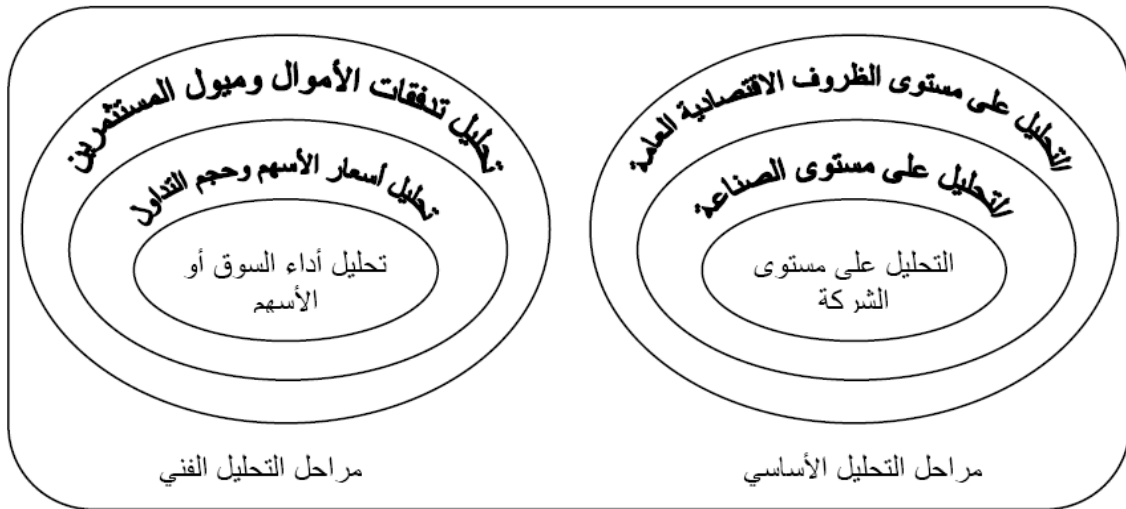 التحليل على مستوى الظروف الاقتصادية العامة
التحليل على مستوى الصناعة
التحليل على مستوى
الشركة
مراحل التحليل الأساسي
تحليل تدفقات الأموال وميول المستثمرين
تحليل أسعار الأسهم وحجم التداول
تحليل أداء السوق أو
الأسهم
مراحل التحليل الفني